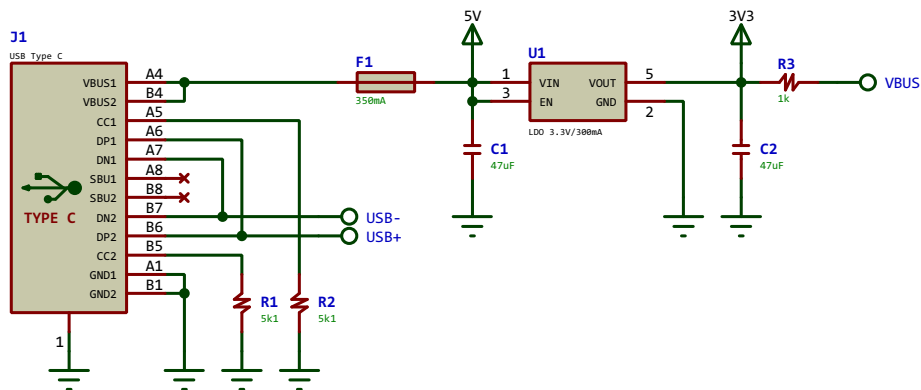 J1
USB Type C
VBUS1 A4
VBUS2 B4
CC1 A5
DP1 A6
DN1 A7
SBU1 A8
SBU2 B8
DN2 B7
DP2 B6
CC2 B5
GND1 A1
GND2 B1
TYPE C
1
USB-
USB+
R1
5k1
R2
5k1
F1
350mA
5V
C1
47uF
U1
1 VIN VOUT 5
3 EN GND 2
LDO 3.3V/300mA
3V3
C2
47uF
R3
1k
VBUS